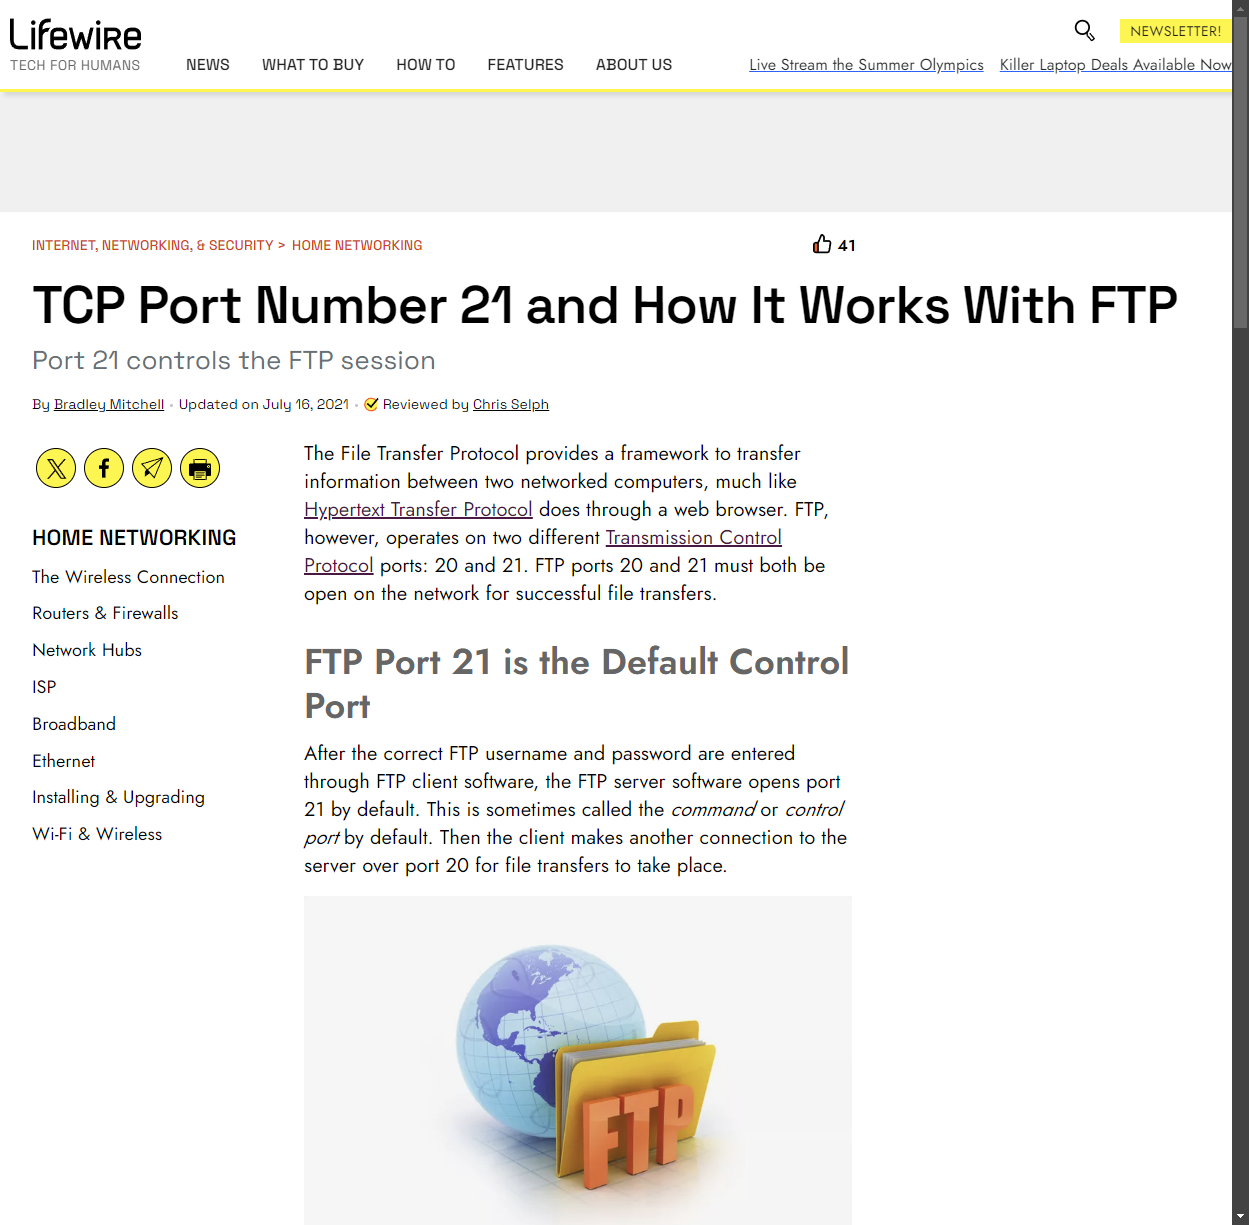 Lifewire
TECH FOR HUMANS
NEWS
WHAT TO BUY
HOW TO
FEATURES
ABOUT US
NEWSLETTER!
Live Stream the Summer Olympics
Killer Laptop Deals Available Now
INTERNET, NETWORKING, & SECURITY > HOME NETWORKING
41
TCP Port Number 21 and How It Works With FTP
Port 21 controls the FTP session
By Bradley Mitchell • Updated on July 16, 2021 • Reviewed by Chris Selph
HOME NETWORKING
The Wireless Connection
Routers & Firewalls
Network Hubs
ISP
Broadband
Ethernet
Installing & Upgrading
Wi-Fi & Wireless
The File Transfer Protocol provides a framework to transfer
information between two networked computers, much like
Hypertext Transfer Protocol does through a web browser. FTP,
however, operates on two different Transmission Control
Protocol ports: 20 and 21. FTP ports 20 and 21 must both be
open on the network for successful file transfers.
FTP Port 21 is the Default Control
Port
After the correct FTP username and password are entered
through FTP client software, the FTP server software opens port
21 by default. This is sometimes called the command or control
port by default. Then the client makes another connection to the
server over port 20 for file transfers to take place.
FTP